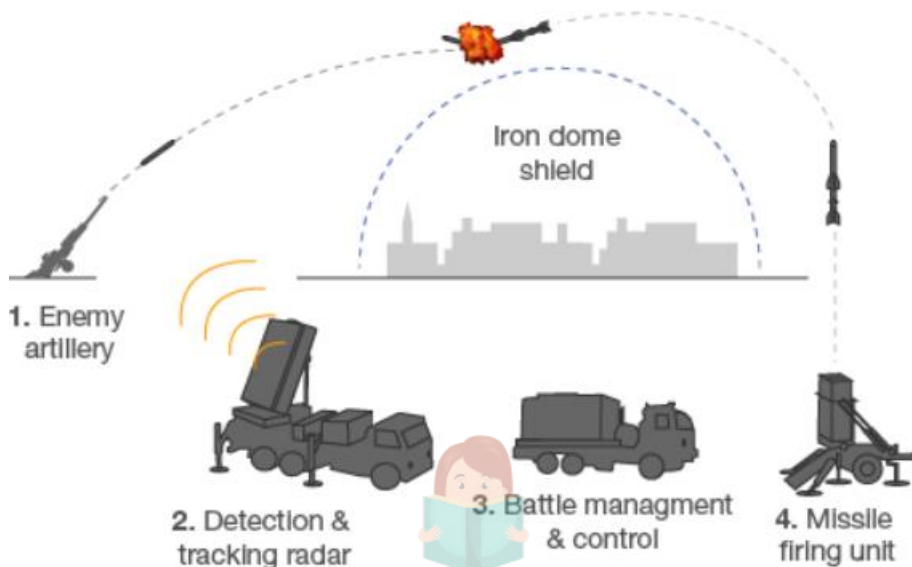 Iron dome
shield
1. Enemy
artillery
2. Detection &
tracking radar
3. Battle managment
& control
4. Missile
firing unit